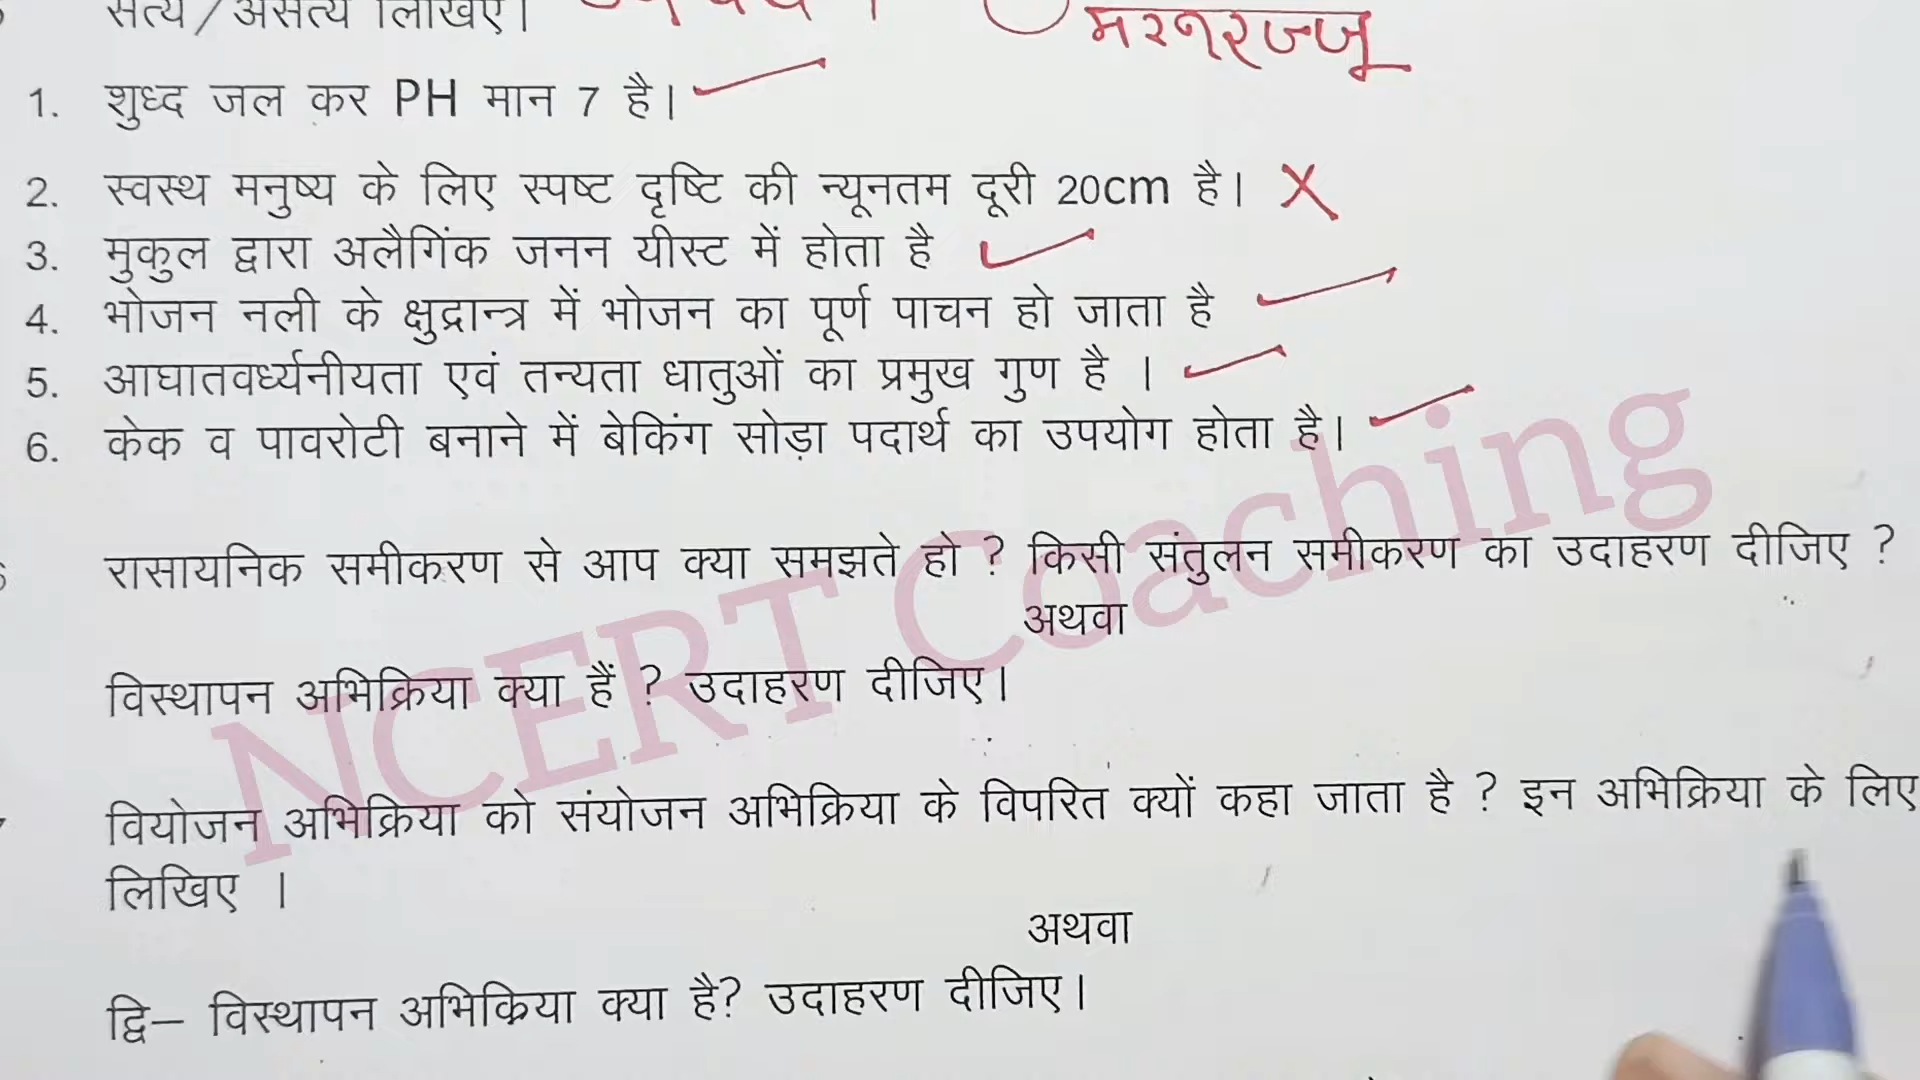 सत्य/असत्य लिखिए।
मेरूरज्जू
1. शुध्द जल कर PH मान 7 है।
2. स्वस्थ मनुष्य के लिए स्पष्ट दृष्टि की न्यूनतम दूरी 20cm है। X
3. मुकुल द्वारा अलैगिंक जनन यीस्ट में होता है
4. भोजन नली के क्षुद्रान्त्र में भोजन का पूर्ण पाचन हो जाता है
5. आघातवर्ध्यनीयता एवं तन्यता धातुओं का प्रमुख गुण है ।
6. केक व पावरोटी बनाने में बेकिंग सोड़ा पदार्थ का उपयोग होता है।
रासायनिक समीकरण से आप क्या समझते हो ? किसी संतुलन समीकरण का उदाहरण दीजिए ?
अथवा
विस्थापन अभिक्रिया क्या हैं ? उदाहरण दीजिए।
वियोजन अभिक्रिया को संयोजन अभिक्रिया के विपरित क्यों कहा जाता है ? इन अभिक्रिया के लिए
लिखिए ।
अथवा
द्वि– विस्थापन अभिक्रिया क्या है? उदाहरण दीजिए।
NCERT Coaching